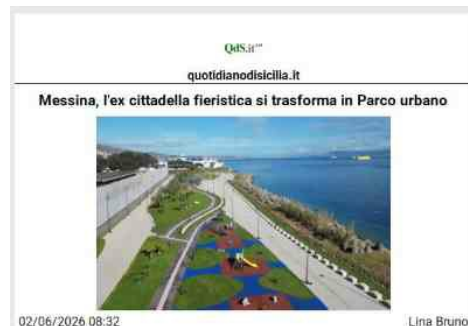 QdS.it
quotidianodisicilia.it
Messina, l'ex cittadella fieristica si trasforma in Parco urbano
02/06/2026 08:32
Lina Bruno